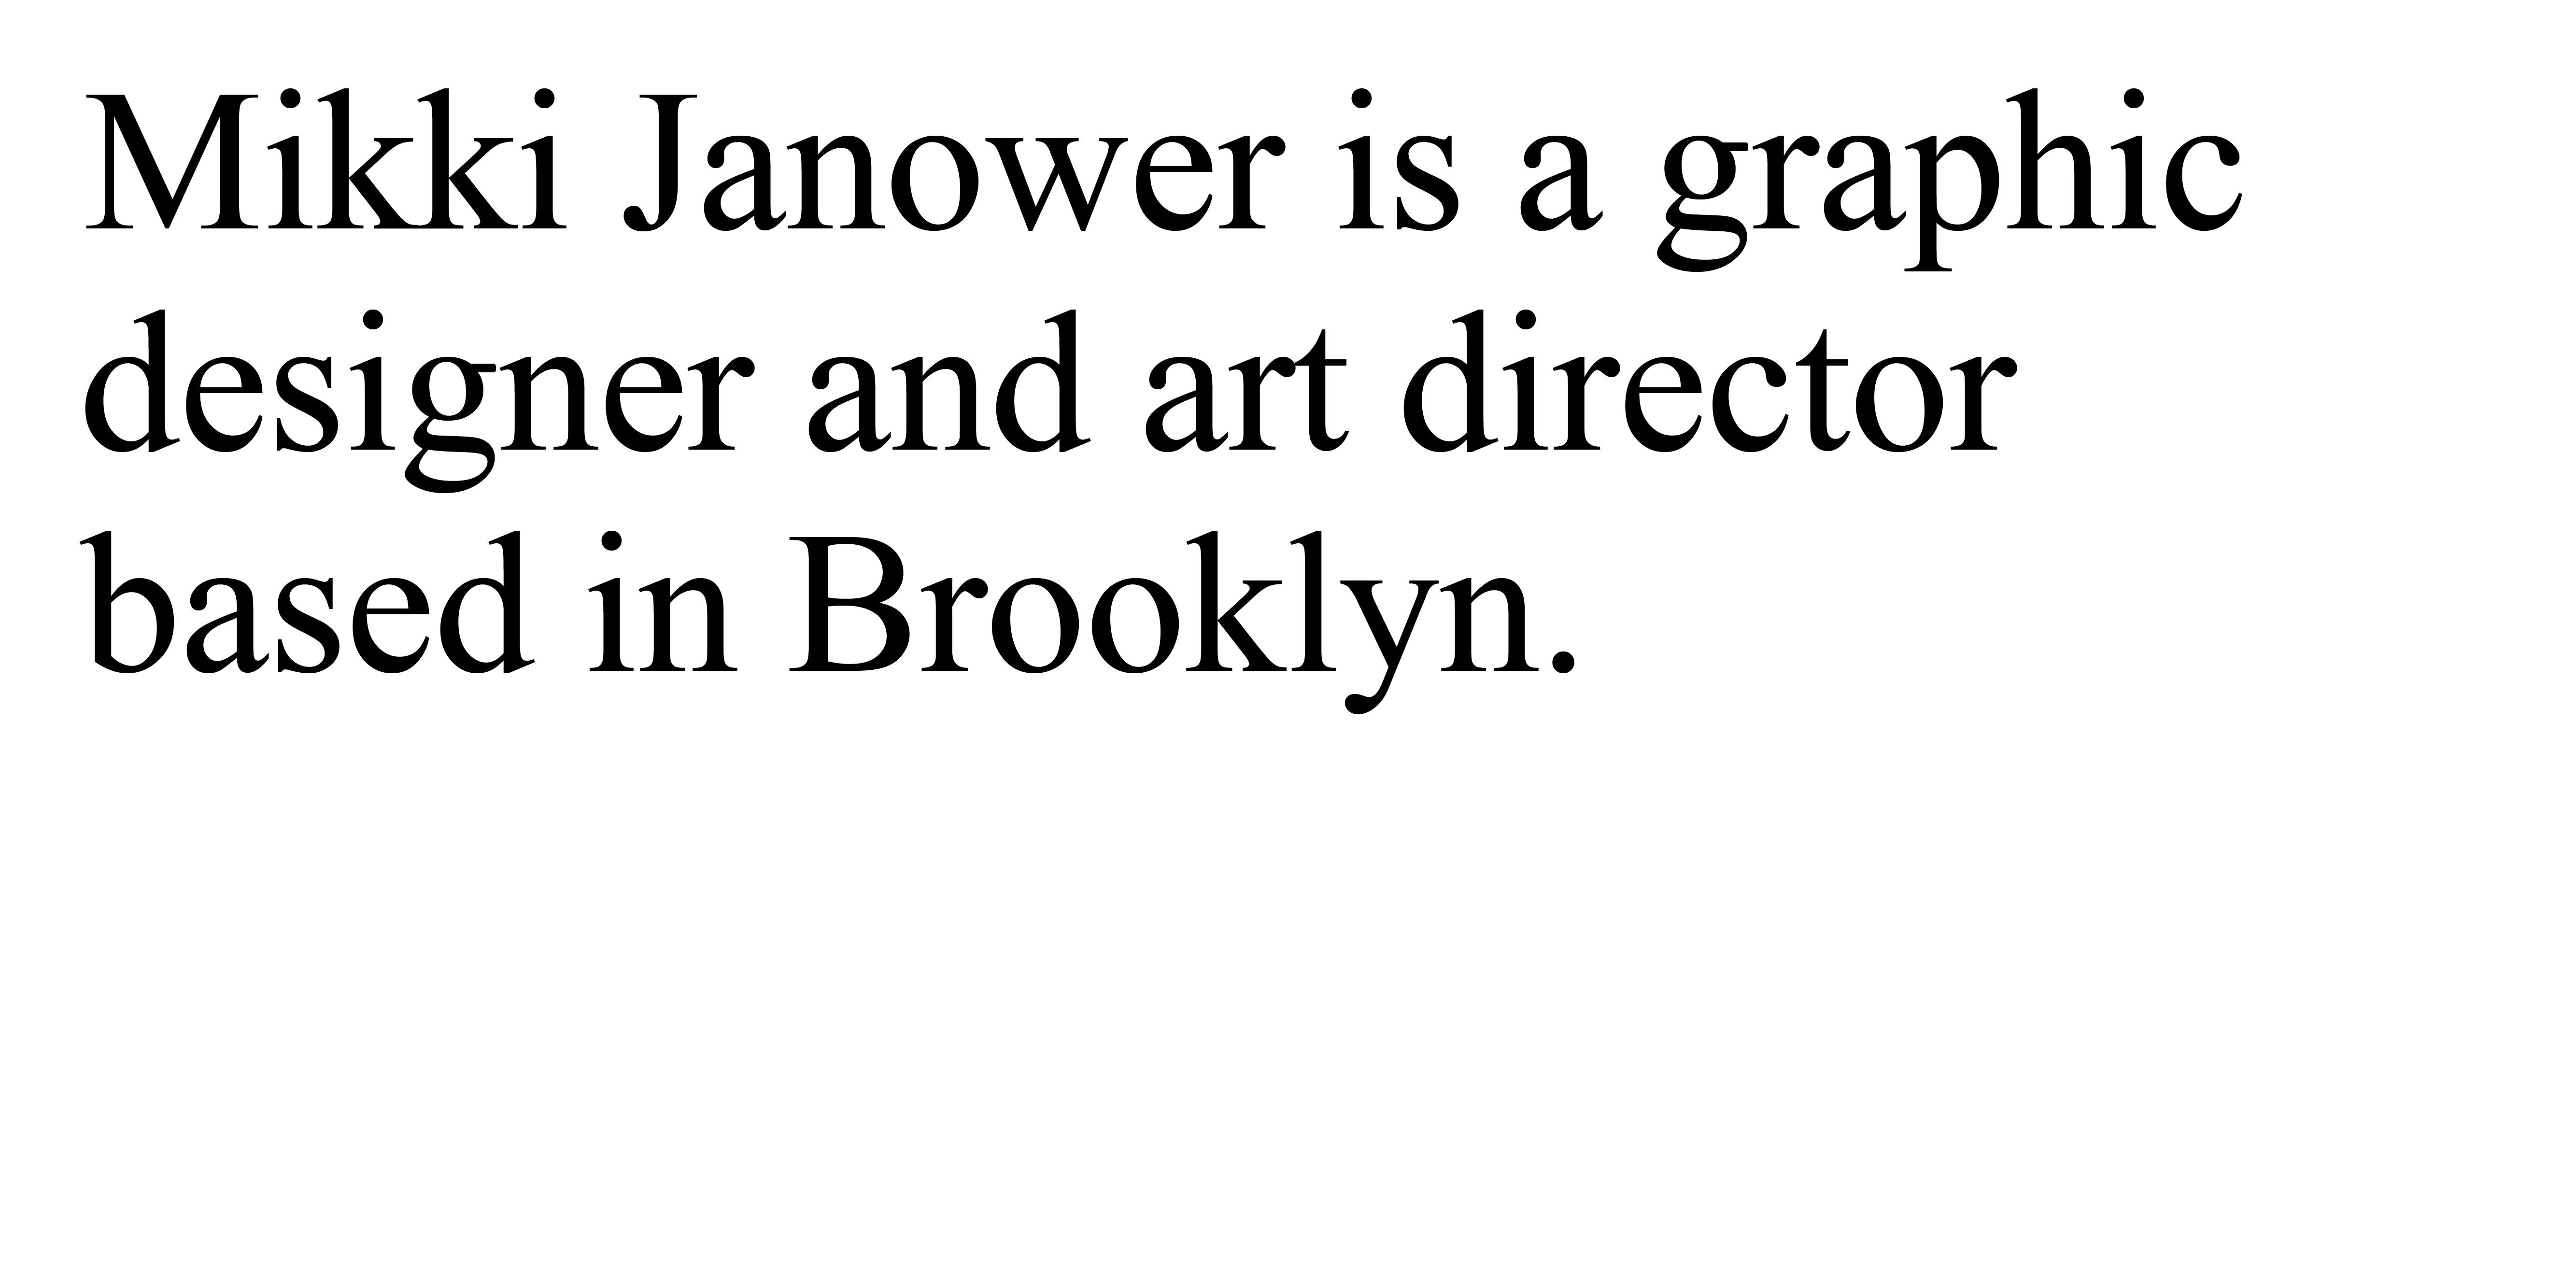 Mikki Janower is a graphic
designer and art director
based in Brooklyn.